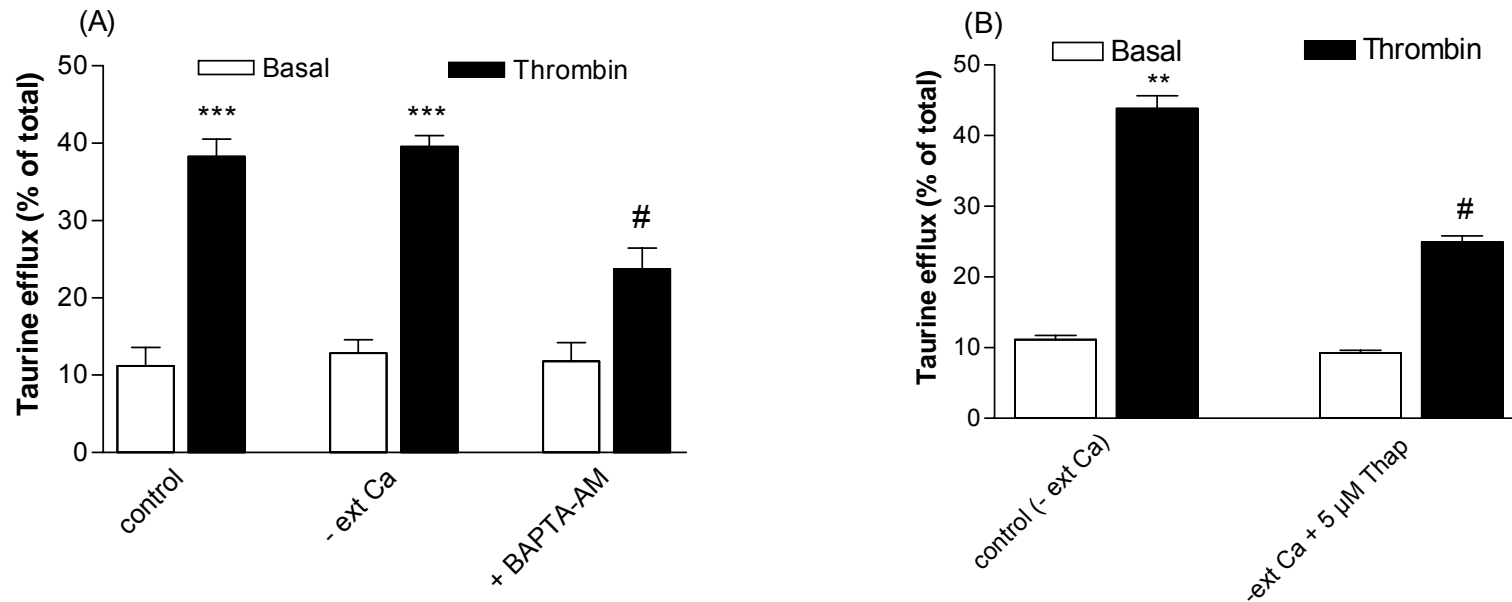 (A)
Basal
Thrombin
Taurine efflux (% of total)
50
40
30
20
10
0
***
***
#
control
- ext Ca
+ BAPTA-AM
(B)
Basal
Thrombin
Taurine efflux (% of total)
50
40
30
20
10
0
**
#
control (- ext Ca)
-ext Ca + 5 µM Thap